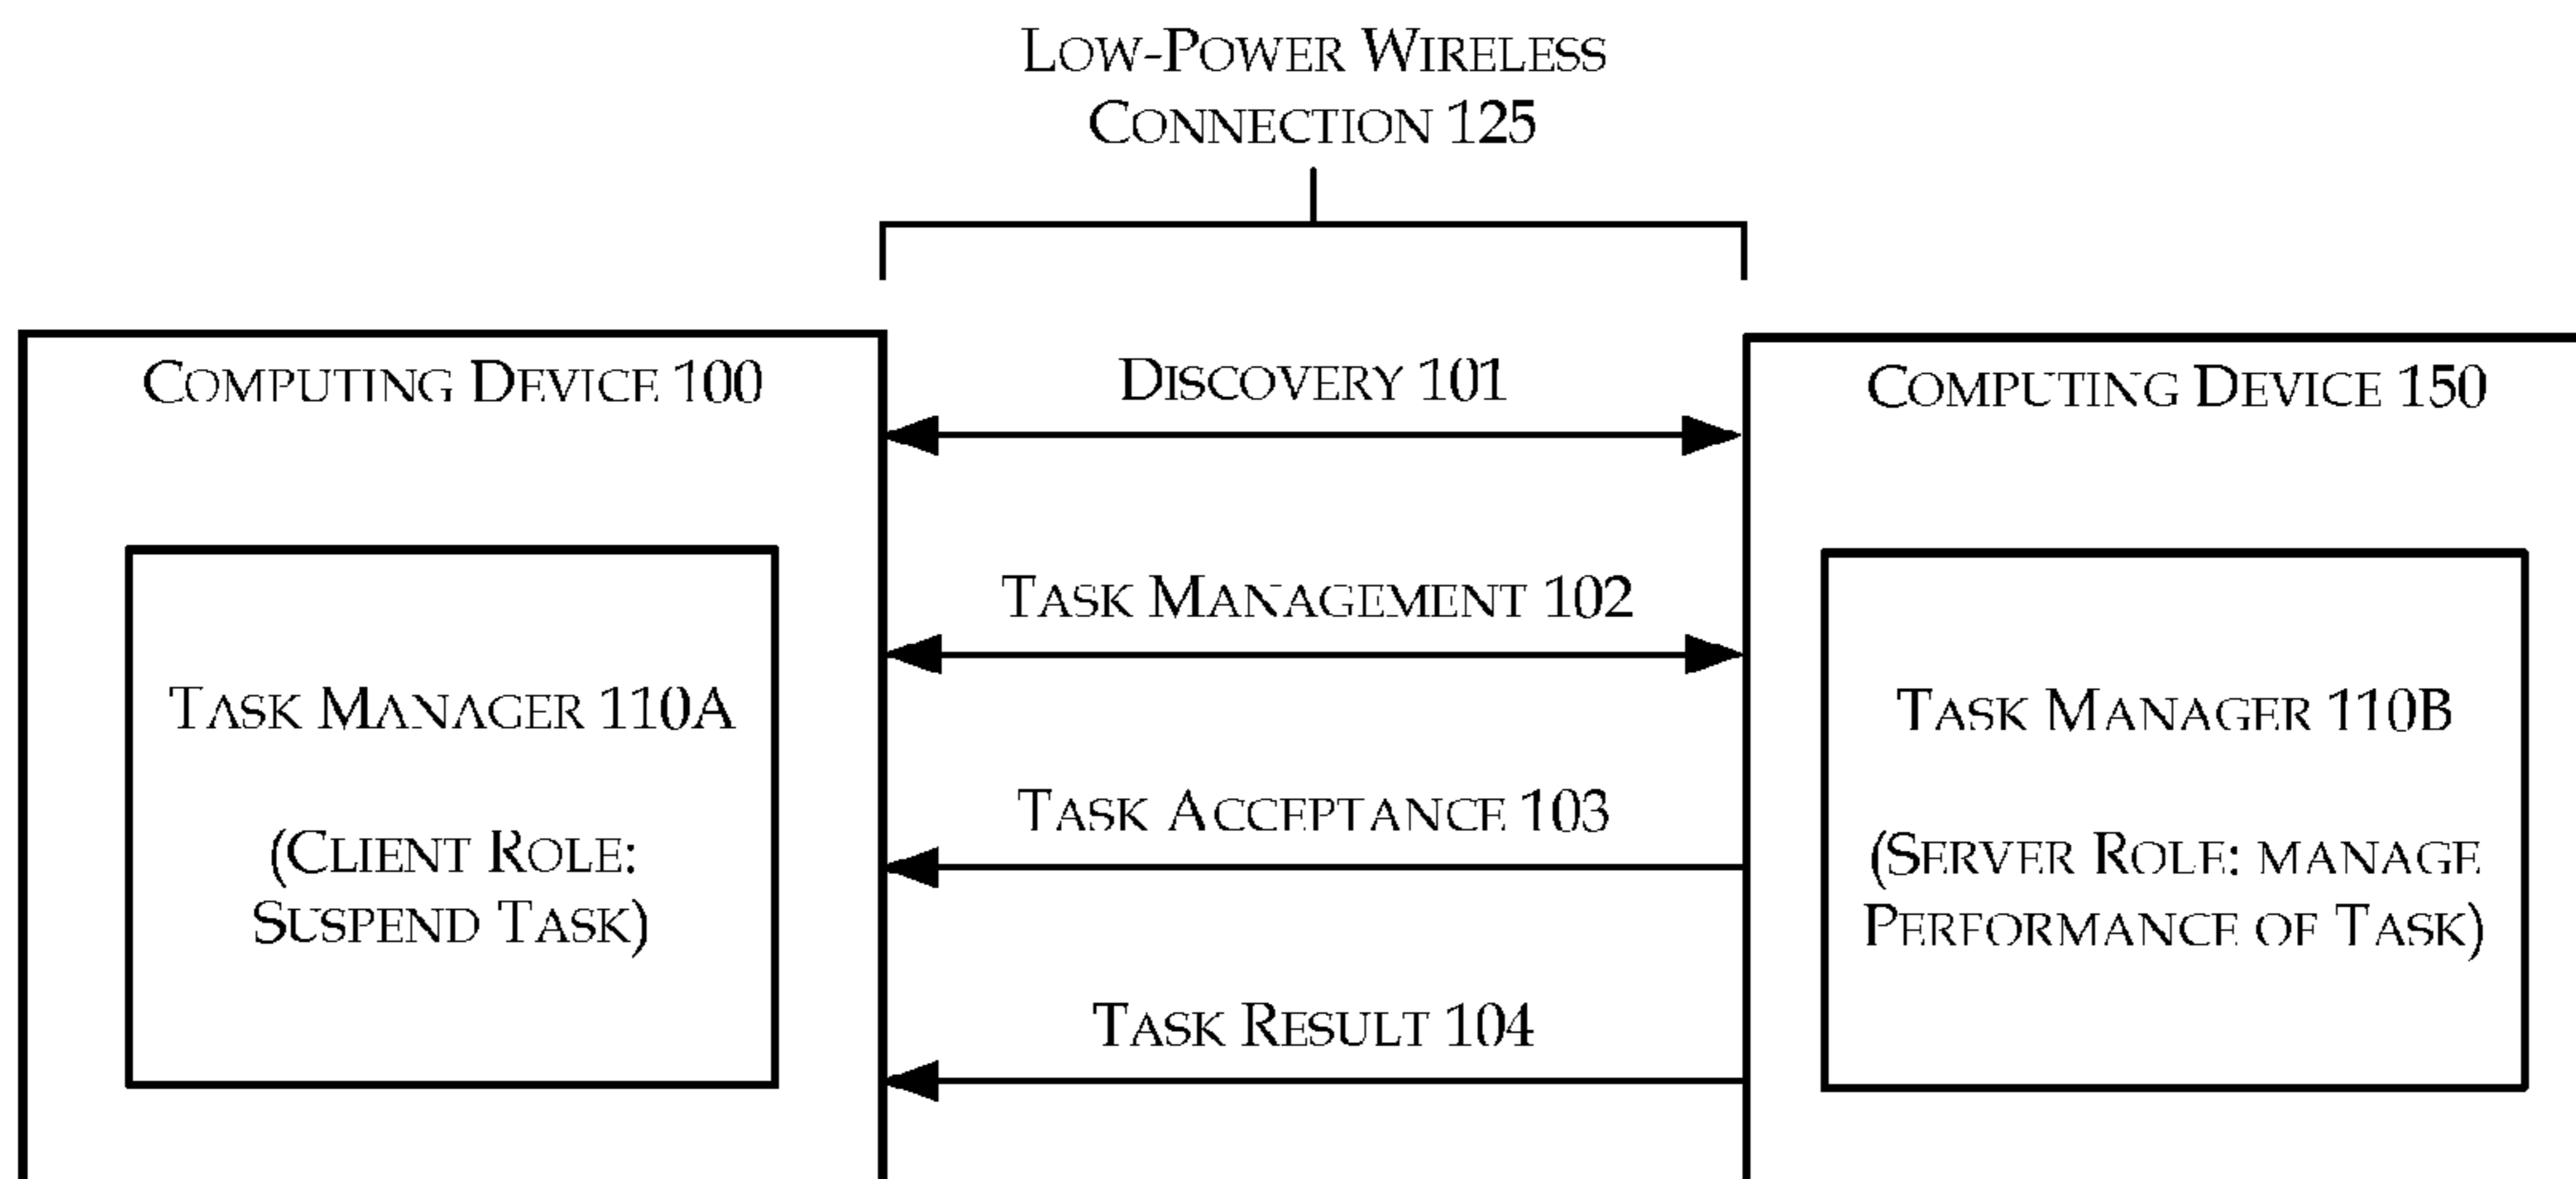 LOW-POWER WIRELESS
CONNECTION 125
COMPUTING DEVICE 100
DISCOVERY 101
COMPUTING DEVICE 150
TASK MANAGEMENT 102
TASK MANAGER 110A
(CLIENT ROLE:
SUSPEND TASK)
TASK ACCEPTANCE 103
TASK RESULT 104
TASK MANAGER 110B
(SERVER ROLE: MANAGE
PERFORMANCE OF TASK)